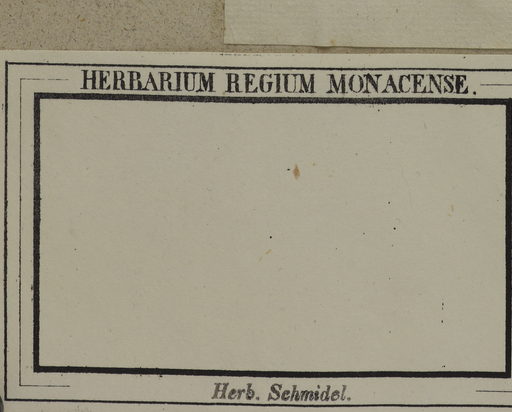 HERBARIUM REGIUM MONACENSE.
Herb. Schmidel.